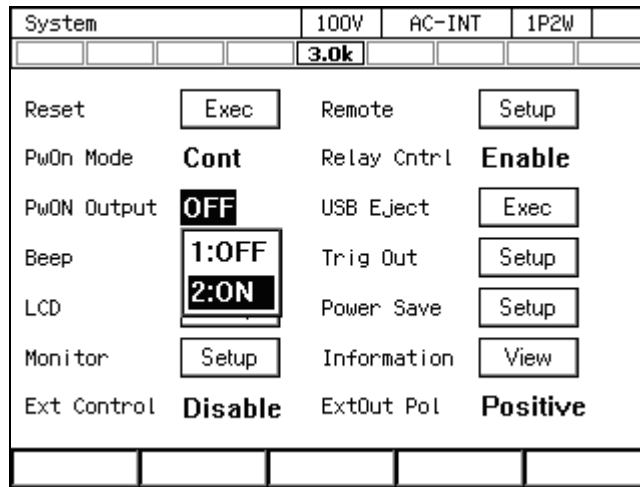 System 100V AC-INT 1P2W
3.0k
Reset Exec Remote Setup
PwOn Mode Cont Relay Cntrl Enable
PwON Output OFF USB Eject Exec
1:OFF
Beep Trig Out Setup
2:ON
LCD Power Save Setup
Monitor Setup Information View
Ext Control Disable ExtOut Pol Positive